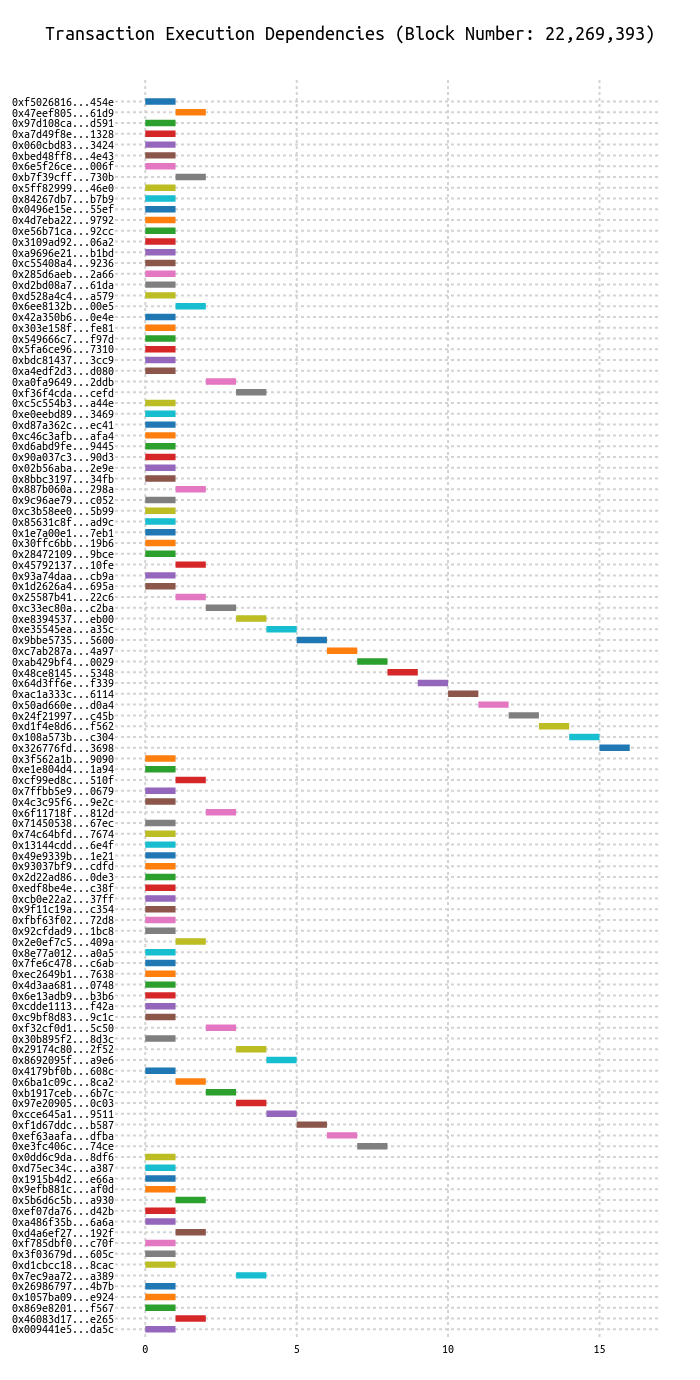 Transaction Execution Dependencies (Block Number: 22,269,393)
0xf5026816...454e
0x47eef805...61d9
0x97d108ca...d591
0xa7d49f8e...1328
0x060cbd83...3424
0xbed48ff8...4e43
0x6e5f26ce...006f
0xb7f39cff...730b
0x5ff82999...46e0
0x84267db7...b7b9
0x0496e15e...55ef
0x4d7eba22...9792
0xe56b71ca...92cc
0x3109ad92...06a2
0xa9696e21...b1bd
0xc55408a4...9236
0x285d6aeb...2a66
0xd2bd08a7...61da
0xd528a4c4...a579
0x6ee8132b...00e5
0x42a350b6...0e4e
0x303e158f...fe81
0x549666c7...f97d
0x5fa6ce96...7310
0xbdc81437...3cc9
0xa4edf2d3...d080
0xa0fa9649...2ddb
0xf36f4cda...cefd
0xc5c554b3...a44e
0xe0eebd89...3469
0xd87a362c...ec41
0xc46c3afb...afa4
0xd6abd9fe...9445
0x90a037c3...90d3
0x02b56aba...2e9e
0x8bbc3197...34fb
0x887b060a...298a
0x9c96ae79...c052
0xc3b58ee0...5b99
0x85631c8f...ad9c
0x1e7a00e1...7eb1
0x30ffc6bb...19b6
0x28472109...9bce
0x45792137...10fe
0x93a74daa...cb9a
0x1d2626a4...695a
0x25587b41...22c6
0xc33ec80a...c2ba
0xe8394537...eb00
0xe35545ea...a35c
0x9bbe5735...5600
0xc7ab287a...4a97
0xab429bf4...0029
0x48ce8145...5348
0x64d3ff6e...f339
0xac1a333c...6114
0x50ad660e...d0a4
0x24f21997...c45b
0xd1f4e8d6...f562
0x108a573b...c304
0x326776fd...3698
0x3f562a1b...9090
0xe1e804d4...1a94
0xcf99ed8c...510f
0x7ffbb5e9...0679
0x4c3c95f6...9e2c
0x6f11718f...812d
0x71450538...67ec
0x74c64bfd...7674
0x13144cdd...6e4f
0x49e9339b...1e21
0x93037bf9...cdfd
0x2d22ad86...0de3
0xedf8be4e...c38f
0xcb0e22a2...37ff
0x9f11c19a...c354
0xfbf63f02...72d8
0x92cfdad9...1bc8
0x2e0ef7c5...409a
0x8e77a012...a0a5
0x7fe6c478...c6ab
0xec2649b1...7638
0x4d3aa681...0748
0x6e13adb9...b3b6
0xcdde1113...f42a
0xc9bf8d83...9c1c
0xf32cf0d1...5c50
0x30b895f2...8d3c
0x29174c80...2f52
0x8692095f...a9e6
0x4179bf0b...608c
0x6ba1c09c...8ca2
0xb1917ceb...6b7c
0x97e20905...0c03
0xcce645a1...9511
0xf1d67ddc...b587
0xef63aafa...dfba
0xe3fc406c...74ce
0x0dd6c9da...8df6
0xd75ec34c...a387
0x1915b4d2...e66a
0x9efb881c...af0d
0x5b6d6c5b...a930
0xef07da76...d42b
0xa486f35b...6a6a
0xd4a6ef27...192f
0xf785dbf0...c70f
0x3f03679d...605c
0xd1cbcc18...8cac
0x7ec9aa72...a389
0x26986797...4b7b
0x1057ba09...e924
0x869e8201...f567
0x46083d17...e265
0x009441e5...da5c
0 5 10 15